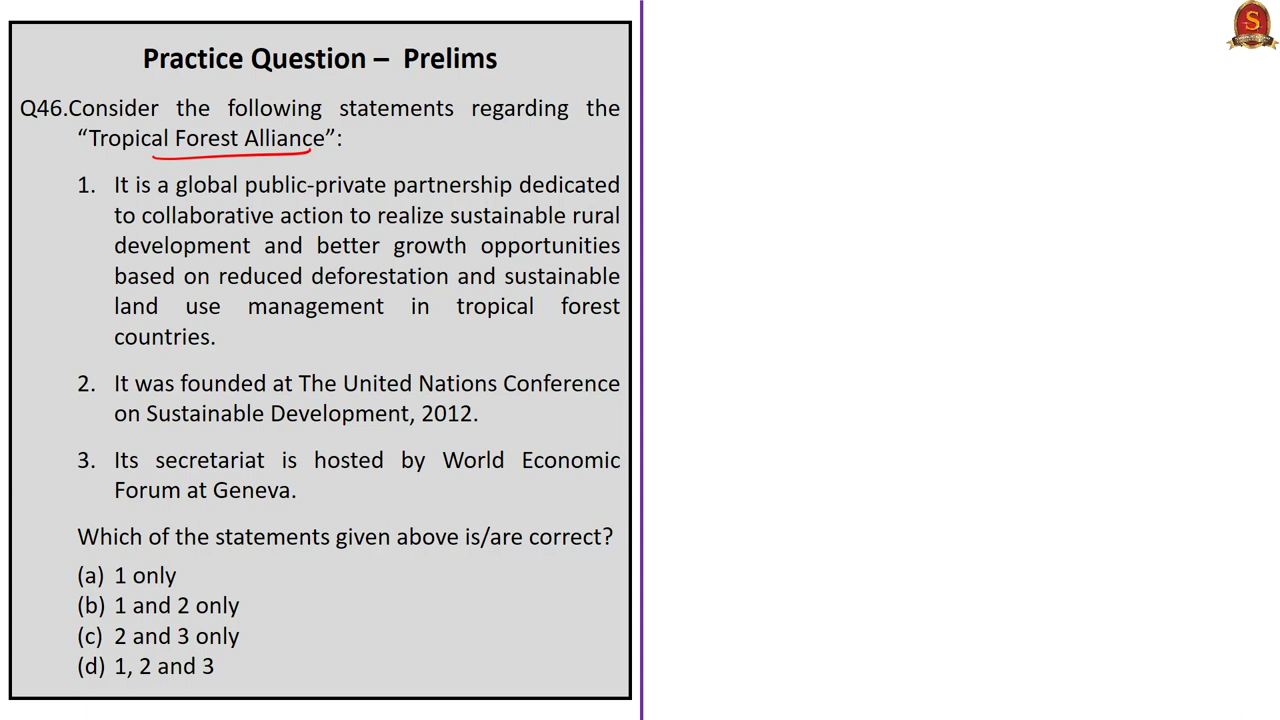 Practice Question – Prelims
Q46.Consider the following statements regarding the
“Tropical Forest Alliance”:
1. It is a global public-private partnership dedicated
to collaborative action to realize sustainable rural
development and better growth opportunities
based on reduced deforestation and sustainable
land use management in tropical forest
countries.
2. It was founded at The United Nations Conference
on Sustainable Development, 2012.
3. Its secretariat is hosted by World Economic
Forum at Geneva.
Which of the statements given above is/are correct?
(a) 1 only
(b) 1 and 2 only
(c) 2 and 3 only
(d) 1, 2 and 3
S